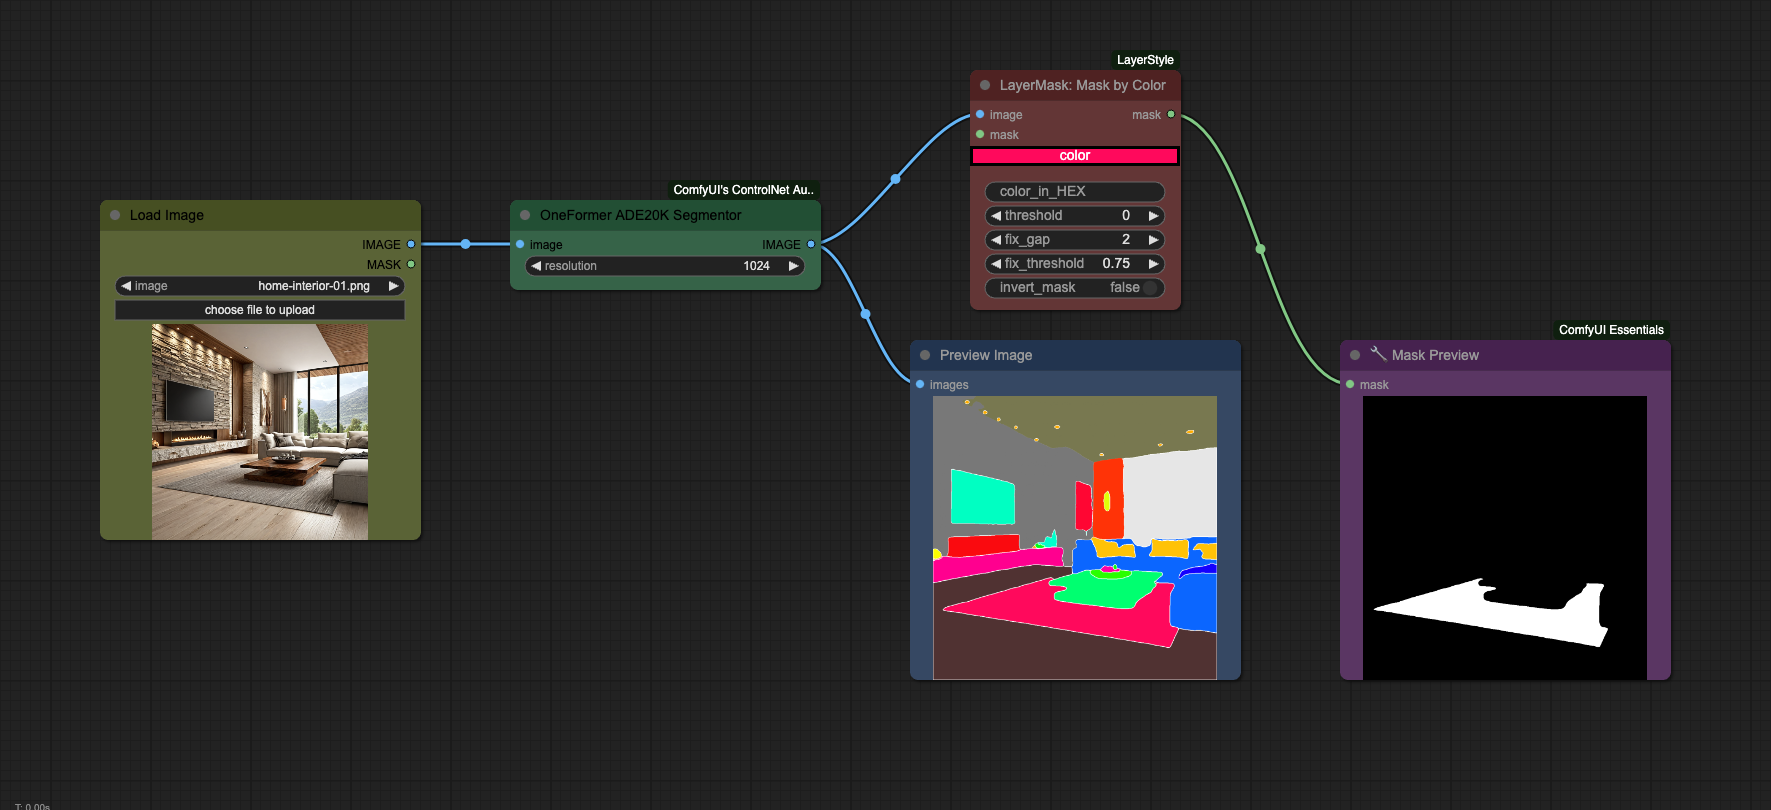 LayerStyle
LayerMask: Mask by Color
image
mask
mask
color
color_in_HEX
threshold 0
fix_gap 2
fix_threshold 0.75
invert_mask false
ComfyUI's ControlNet Au..
OneFormer ADE20K Segmentor
image
IMAGE
resolution 1024
Load Image
IMAGE
MASK
image home-interior-01.png
choose file to upload
Preview Image
images
ComfyUI Essentials
Mask Preview
mask
T: 0.00s